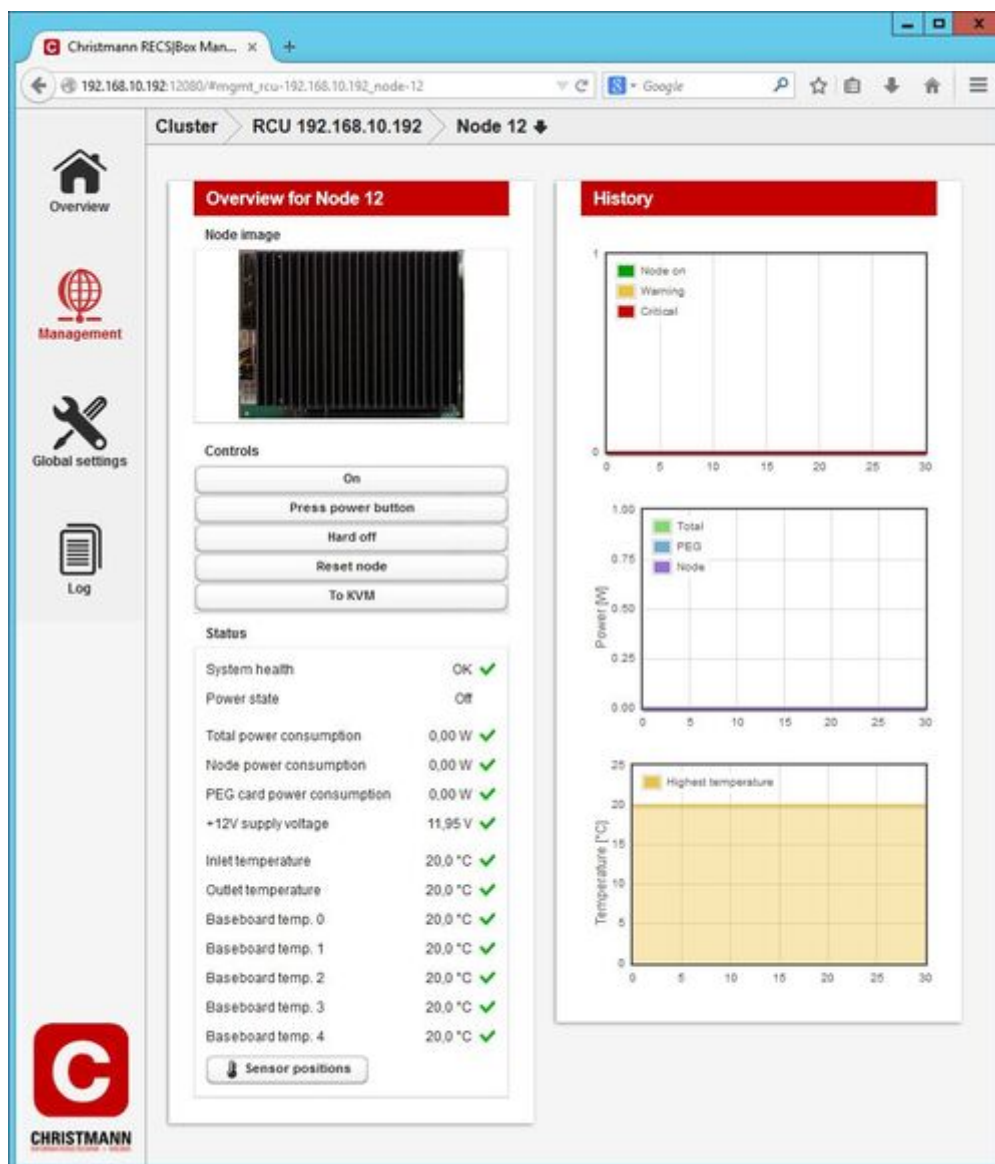 Christmann RECS|Box Man...
192.168.10.192:12080/#mgmt_rcu-192.168.10.192_node-12
Google
Cluster
RCU 192.168.10.192
Node 12
Overview
Management
Global settings
Log
C
CHRISTMANN
Overview for Node 12
Node image
Controls
On
Press power button
Hard off
Reset node
To KVM
Status
System health OK
Power state Off
Total power consumption 0,00 W
Node power consumption 0,00 W
PEG card power consumption 0,00 W
+12V supply voltage 11,95 V
Inlet temperature 20,0 °C
Outlet temperature 20,0 °C
Baseboard temp. 0 20,0 °C
Baseboard temp. 1 20,0 °C
Baseboard temp. 2 20,0 °C
Baseboard temp. 3 20,0 °C
Baseboard temp. 4 20,0 °C
Sensor positions
History
1
Node on
Warning
Critical
0
0 5 10 15 20 25 30
1.00
Total
PEG
Node
0.75
Power [W]
0.50
0.25
0.00
0 5 10 15 20 25 30
25
Highest temperature
20
Temperature [°C]
15
10
5
0
0 5 10 15 20 25 30